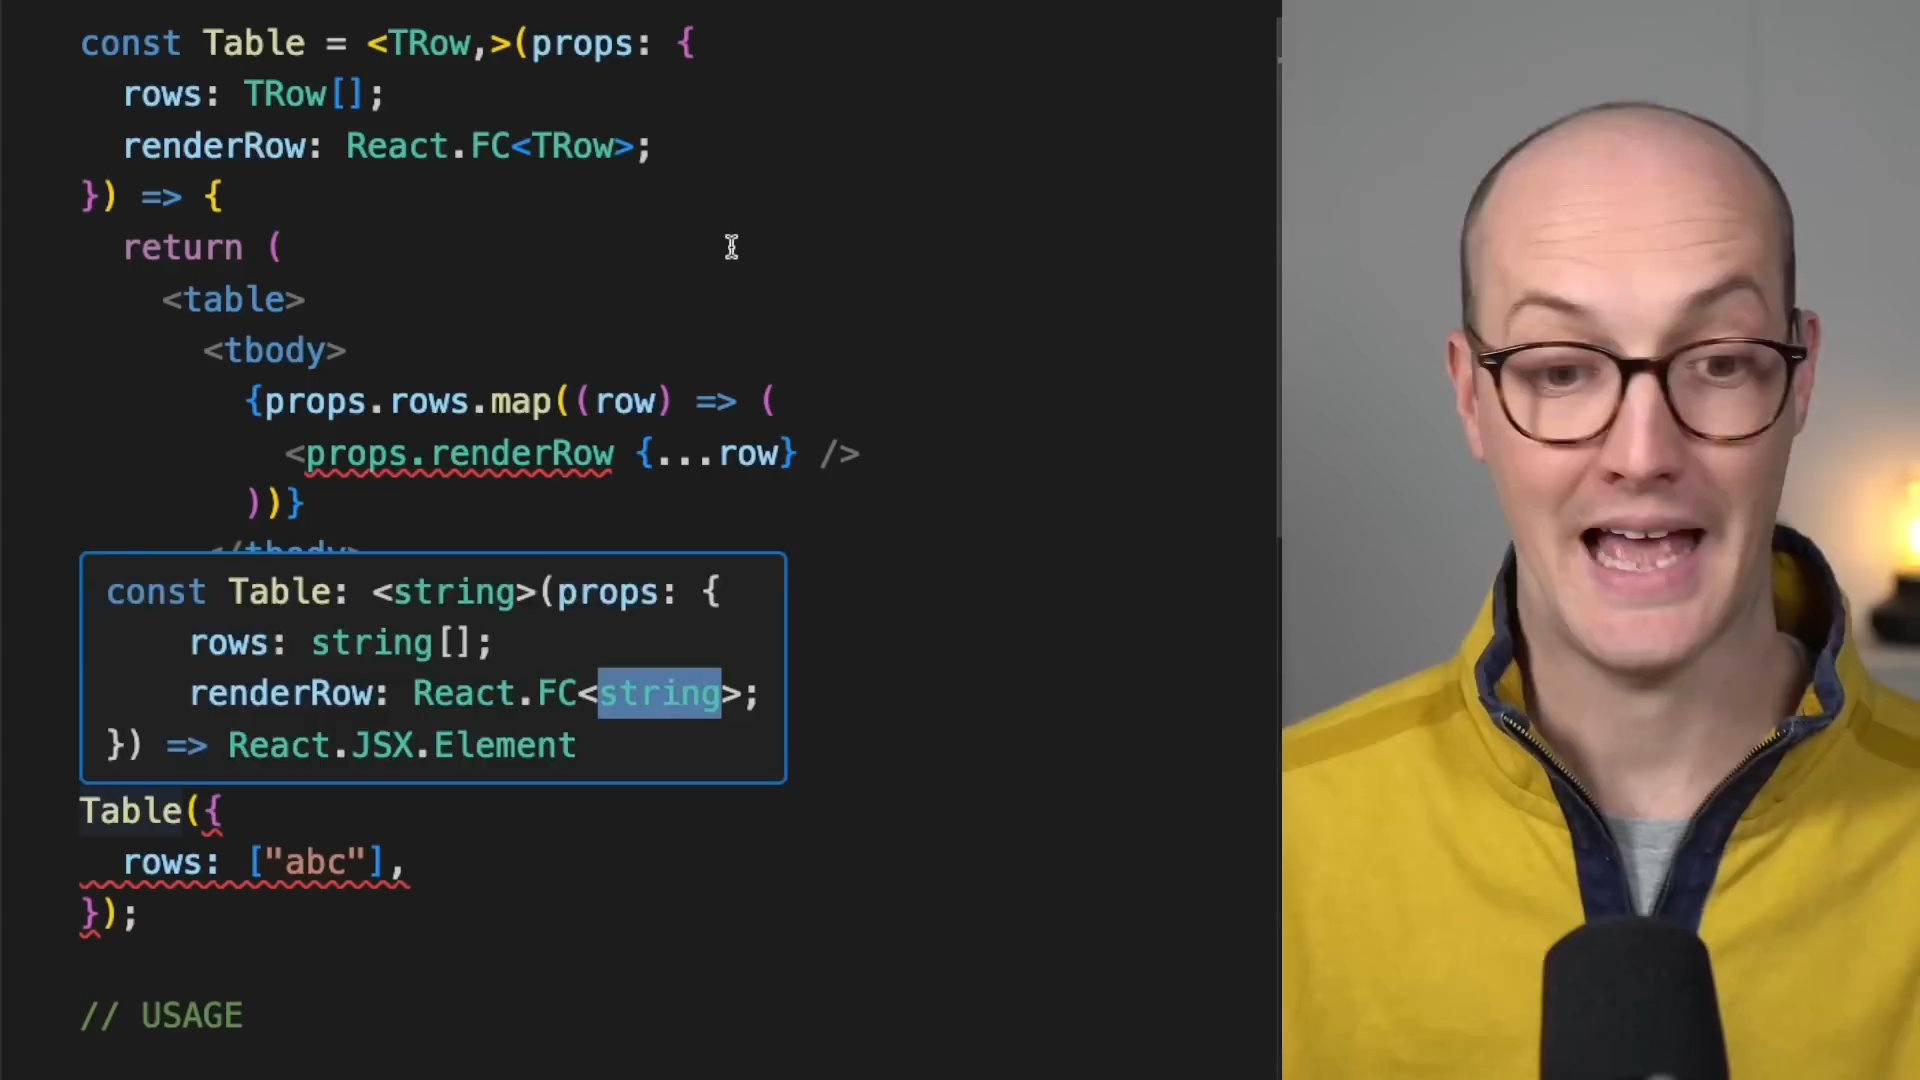 const Table = <TRow,>(props: {
rows: TRow[];
renderRow: React.FC<TRow>;
}) => {
return (
<table>
<tbody>
{props.rows.map((row) => (
<props.renderRow {...row} />
))}
</tbody>
const Table: <string>(props: {
rows: string[];
renderRow: React.FC<string>;
}) => React.JSX.Element
Table({
rows: ["abc"],
});
// USAGE